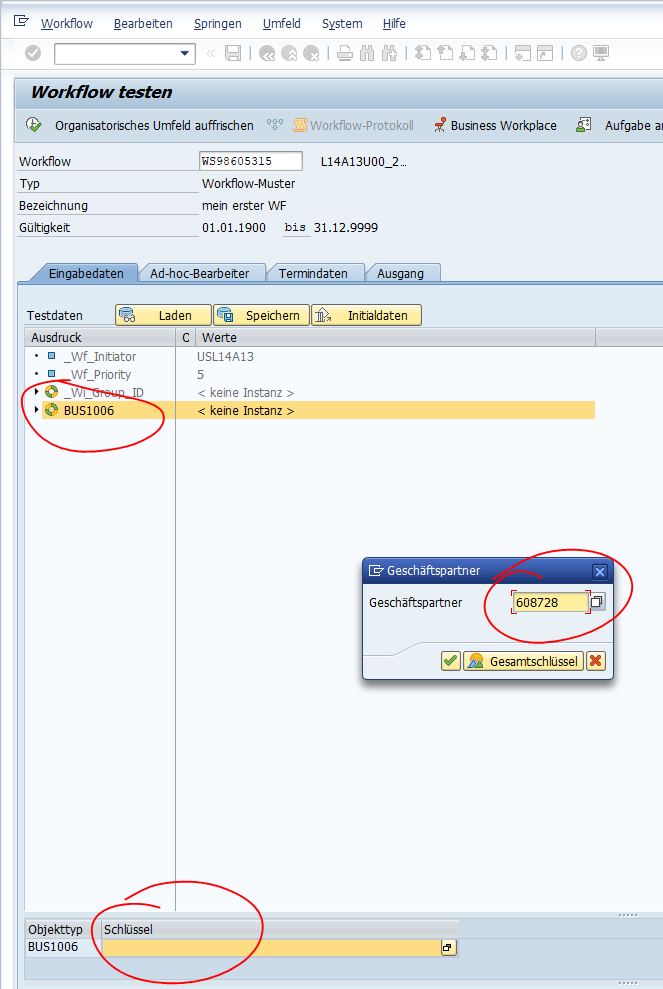 Workflow Bearbeiten Springen Umfeld System Hilfe
Workflow testen
Organisatorisches Umfeld auffrischen Workflow-Protokoll Business Workplace Aufgabe a
Workflow WS98605315 L14A13U00_2...
Typ Workflow-Muster
Bezeichnung mein erster WF
Gültigkeit 01.01.1900 bis 31.12.9999
Eingabedaten Ad-hoc-Bearbeiter Termindaten Ausgang
Testdaten Laden Speichern Initialdaten
Ausdruck O Werte
_Wf_Initiator USL14A13
_Wf_Priority 5
_Wi_Group_ID < keine Instanz >
BUS1006 < keine Instanz >
Geschäftspartner
Geschäftspartner 608728
Gesamtschlüssel
Objekttyp Schlüssel
BUS1006